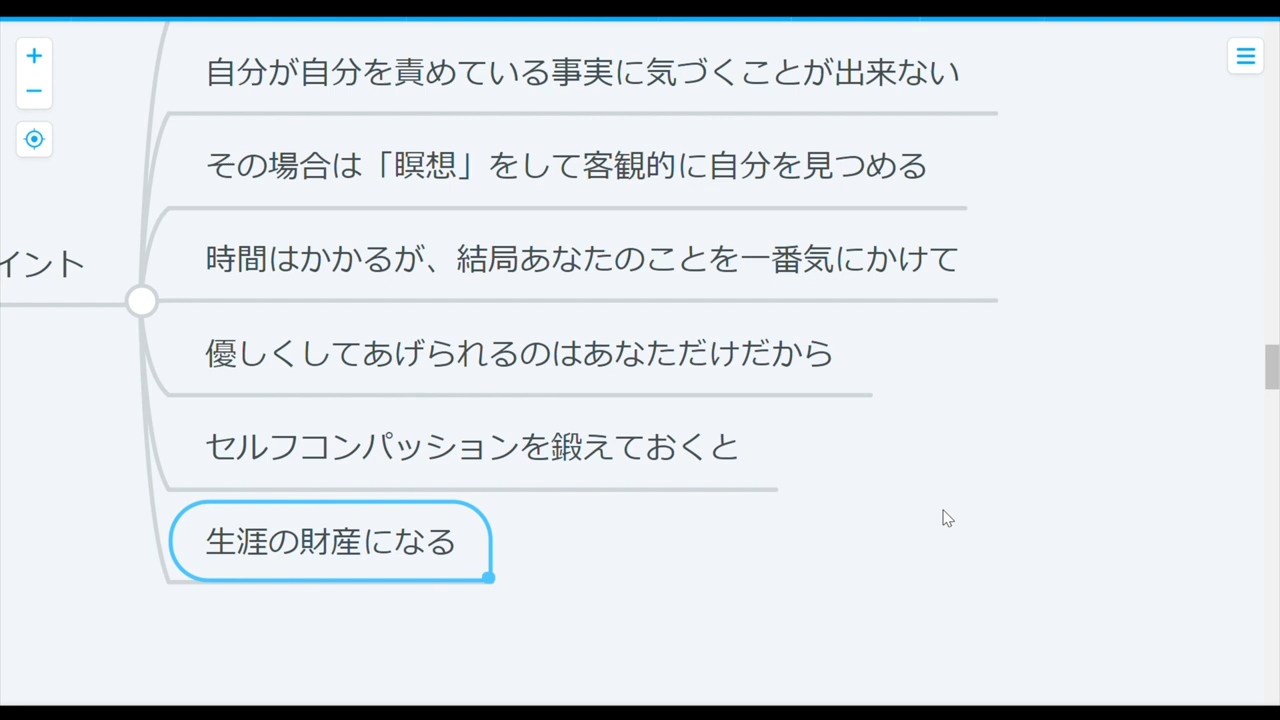 自分が自分を責めている事実に気づくことが出来ない
その場合は「瞑想」をして客観的に自分を見つめる
イント
時間はかかるが、結局あなたのことを一番気にかけて
優しくしてあげられるのはあなただけだから
セルフコンパッションを鍛えておくと
生涯の財産になる